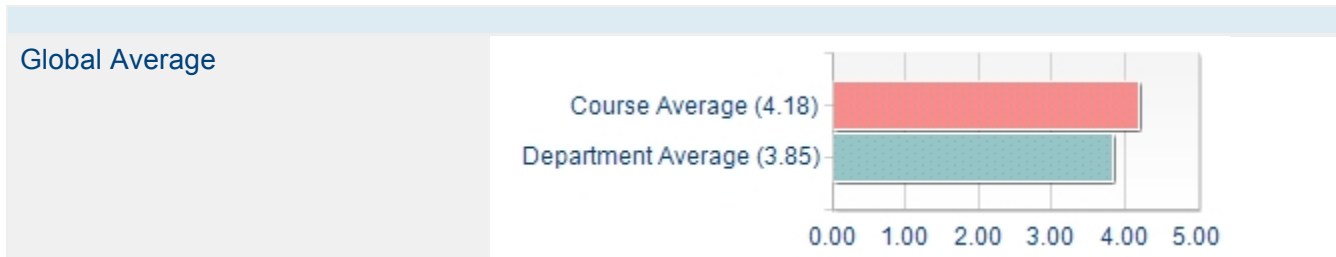 Global Average
Course Average (4.18)
Department Average (3.85)
0.00 1.00 2.00 3.00 4.00 5.00